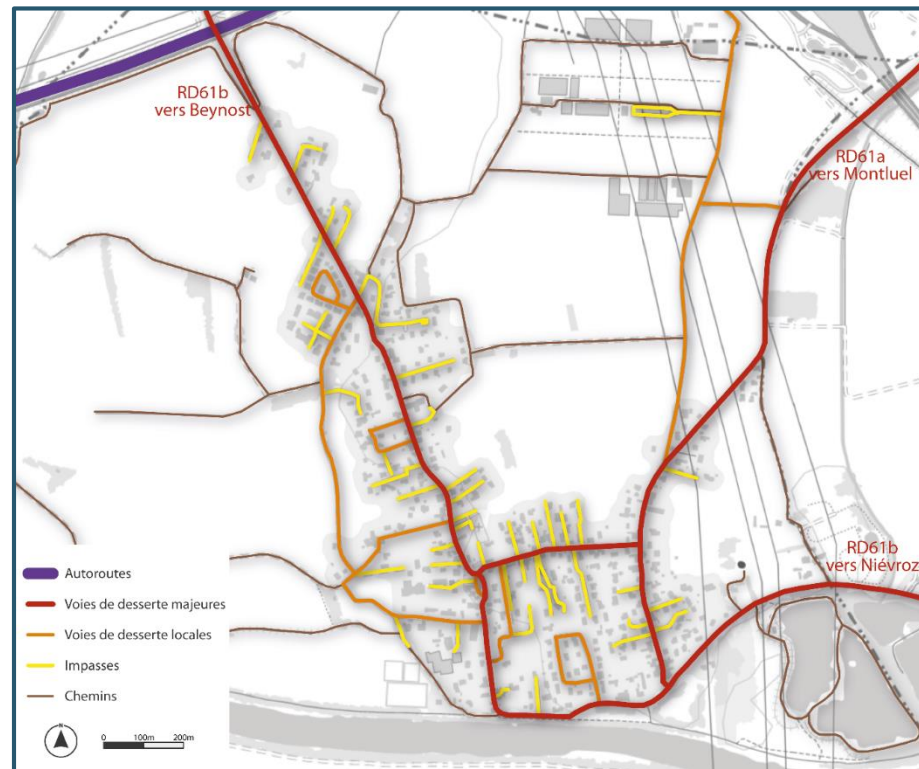 RD61b
vers Beynost
RD61a
vers Montluel
RD61b
vers Niévroz
Autoroutes
Voies de desserte majeures
Voies de desserte locales
Impasses
Chemins
N
0 100m 200m